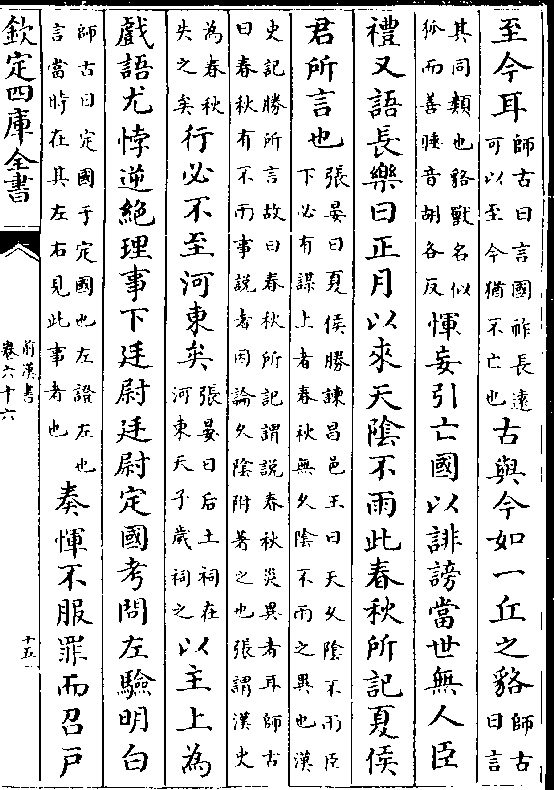 至今耳師古曰言國祚長遠可以至今猶不亡也古與今如一丘之貉師古曰言
其同類也貉獸名似狐而善睡音胡各反惲妄引亡國以誹謗當世無人臣
禮又語長樂曰正月以來天陰不雨此春秋所記夏侯
君所言也張晏曰夏侯勝諫昌邑王曰天久陰不雨臣下必有謀上者春秋無久陰不雨之異也漢
史記勝所言故曰春秋所記謂說春秋災異者耳師古曰春秋有不雨事說者因論久陰附著之也張謂漢史
為春秋失之矣行必不至河東矣張晏曰后土祠在河東天子歲祠之以主上為
戲語尤悖逆絕理事下廷尉廷尉定國考問左驗明白
師古曰定國于定國也左證左也言當時在其左右見此事者也奏惲不服罪而召戶
欽定四庫全書
前漢書
卷六十六
十五